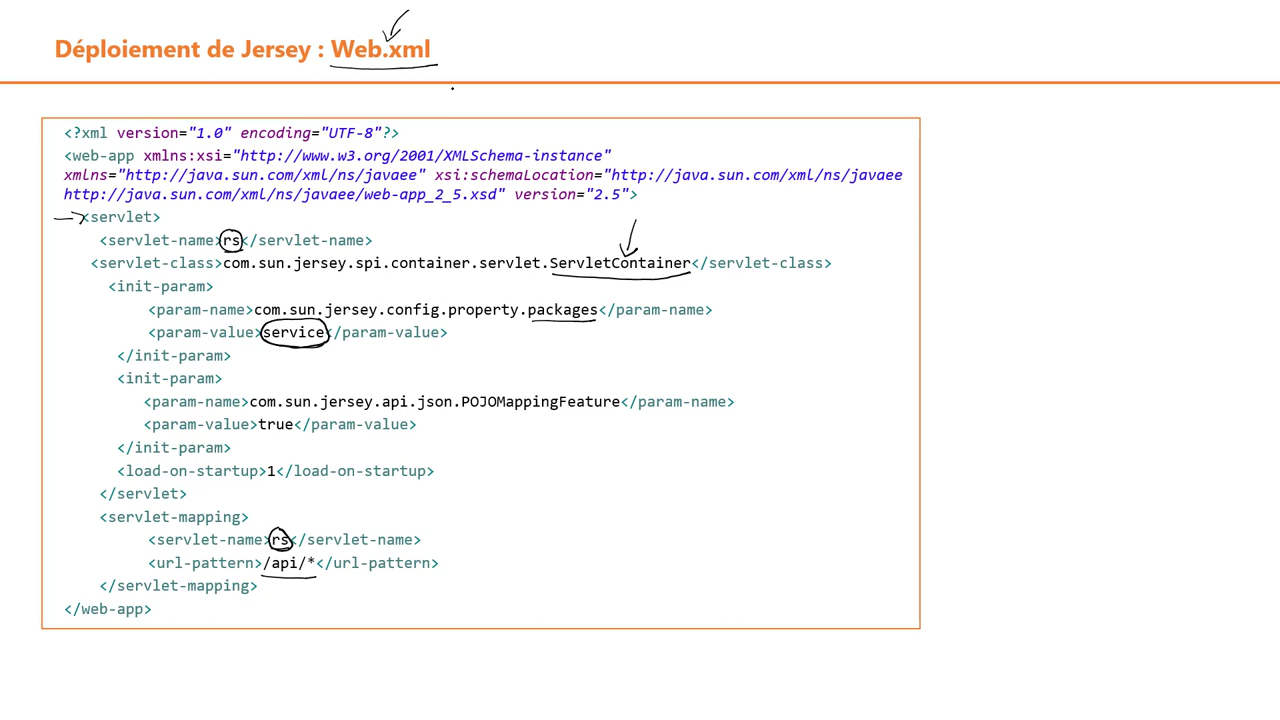 Déploiement de Jersey : Web.xml
<?xml version="1.0" encoding="UTF-8"?>
<web-app xmlns:xsi="http://www.w3.org/2001/XMLSchema-instance"
xmlns="http://java.sun.com/xml/ns/javaee" xsi:schemaLocation="http://java.sun.com/xml/ns/javaee
http://java.sun.com/xml/ns/javaee/web-app_2_5.xsd" version="2.5">
<servlet>
<servlet-name>rs</servlet-name>
<servlet-class>com.sun.jersey.spi.container.servlet.ServletContainer</servlet-class>
<init-param>
<param-name>com.sun.jersey.config.property.packages</param-name>
<param-value>service</param-value>
</init-param>
<init-param>
<param-name>com.sun.jersey.api.json.POJOMappingFeature</param-name>
<param-value>true</param-value>
</init-param>
<load-on-startup>1</load-on-startup>
</servlet>
<servlet-mapping>
<servlet-name>rs</servlet-name>
<url-pattern>/api/*</url-pattern>
</servlet-mapping>
</web-app>